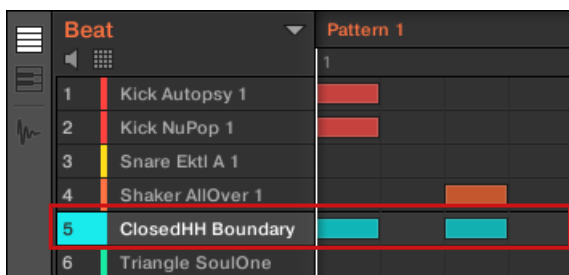 Beat Pattern 1
1
1 Kick Autopsy 1
2 Kick NuPop 1
3 Snare Ektl A 1
4 Shaker AllOver 1
5 ClosedHH Boundary
6 Triangle SoulOne